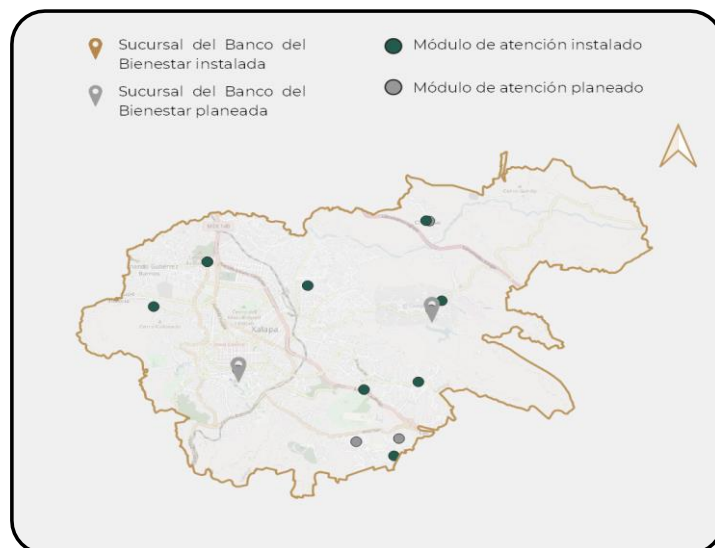 Sucursal del Banco del
Bienestar instalada
Sucursal del Banco del
Bienestar planeada
Módulo de atención instalado
Módulo de atención planeado
Xalapa